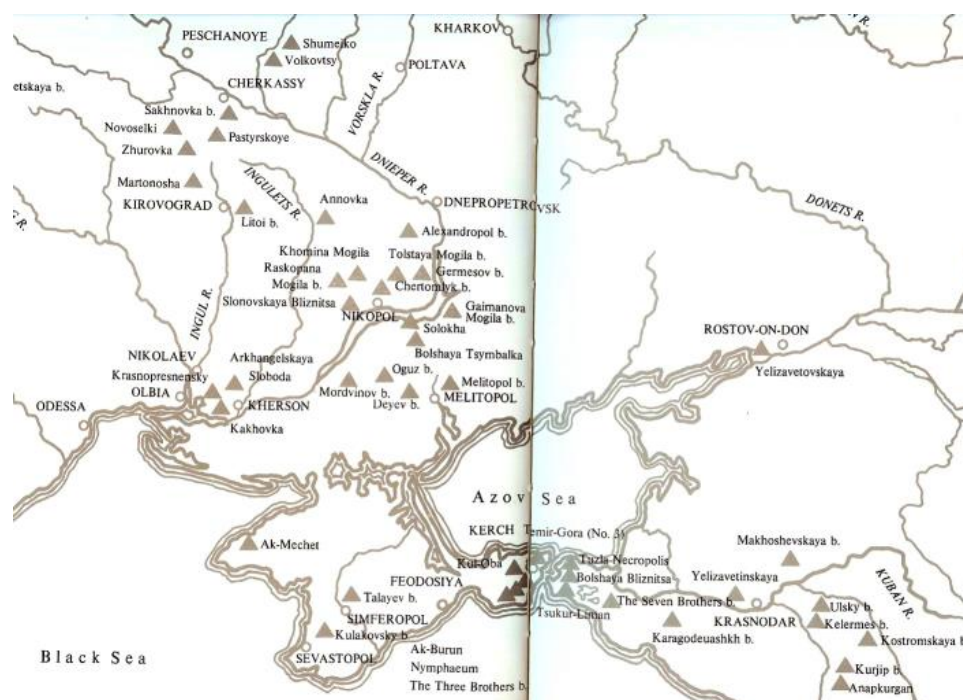 KHARKOV
PESCHANOYE
Shumeiko
Volkovtsy
POLTAVA
CHERKASSY
etskaya b.
VORSKLA R.
Sakhnovka b.
Novoselki
Pastyrskoye
Zhurovka
DNIEPER R.
Martonosha
INGULETS R.
KIROVOGRAD
Litoi b.
Annovka
DNEPROPETROVSK
DONETS R.
G R.
Alexandropol b.
Khomina Mogila
Tolstaya Mogila b.
Raskopana
Mogila b.
Germesov b.
Chertomlyk b.
Slonovskaya Bliznitsa
INGUL R.
NIKOPOL
Gaimanova
Mogila b.
Solokha
ROSTOV-ON-DON
Bolshaya Tsymbalka
NIKOLAEV
Arkhangelskaya
Sloboda
Yelizavetovskaya
Krasnopresnensky
Oguz b.
Melitopol b.
OLBIA
Mordvinov b.
Deyev b.
MELITOPOL
ODESSA
KHERSON
Kakhovka
Azov Sea
KERCH
Temir-Gora (No. 3)
Ak-Mechet
Makhoshevskaya b.
Kul-Oba
Tuzla-Necropolis
FEODOSIYA
Bolshaya Bliznitsa
Yelizavetinskaya
KUBAN R.
Talayev b.
The Seven Brothers b.
Ulsky b.
SIMFEROPOL
Tsukur-Liman
KRASNODAR
Kelermes b.
Kulakovsky b.
Karagodeuashkh b.
Kostromskaya b.
SEVASTOPOL
Ak-Burun
Nymphaeum
The Three Brothers b.
Black Sea
Kurjip b.
Anapkurgan